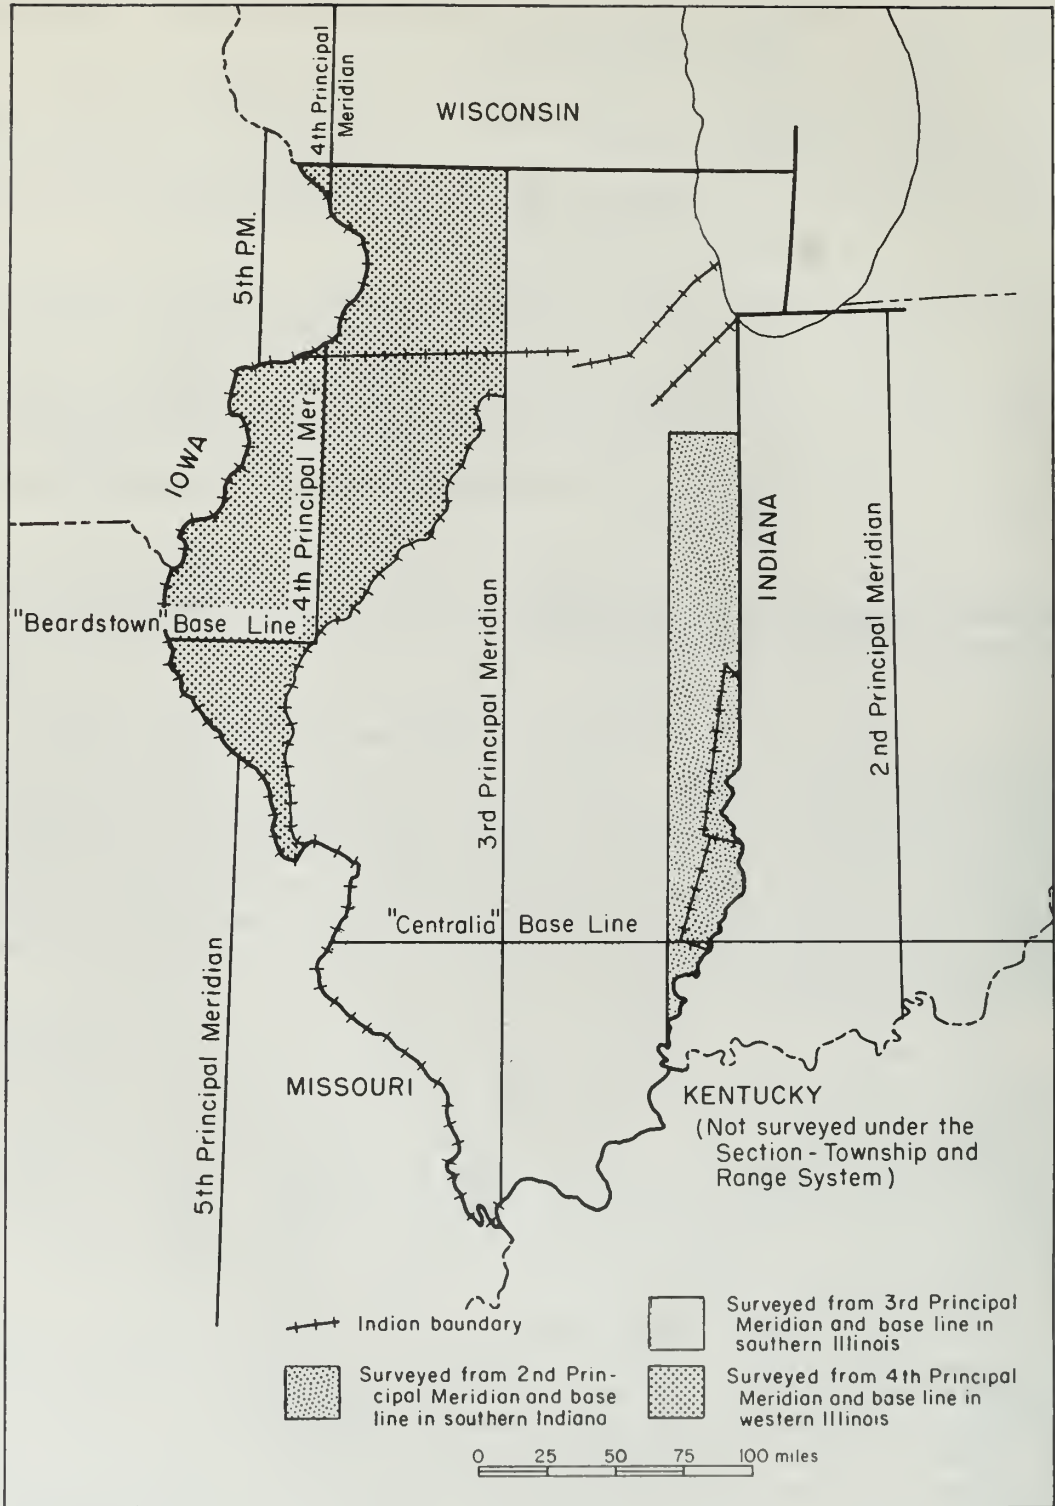 4th Principal
Meridian
WISCONSIN
5th P.M.
IOWA
4th Principal Mer.
"Beardstown" Base Line
3rd Principal Meridian
INDIANA
2nd Principal Meridian
"Centralia" Base Line
5th Principal Meridian
MISSOURI
KENTUCKY
(Not surveyed under the
Section - Township and
Range System)
Indian boundary
Surveyed from 2nd Prin-
cipal Meridian and base
line in southern Indiana
Surveyed from 3rd Principal
Meridian and base line in
southern Illinois
Surveyed from 4th Principal
Meridian and base line in
western Illinois
0 25 50 75 100 miles